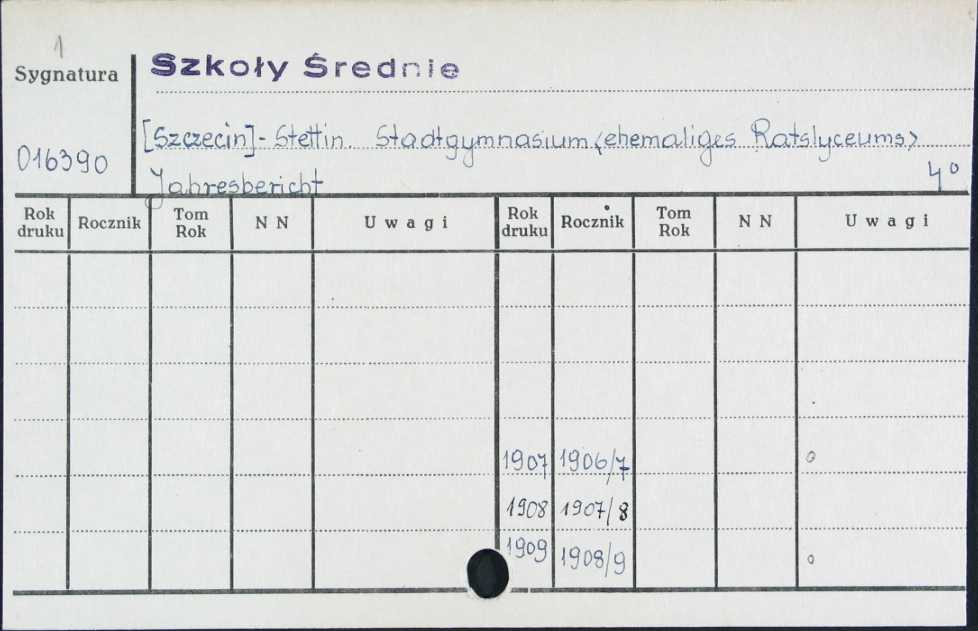 1
Sygnatura
Szkoły Średnie
[Szczecin]- Stettin. Stadtgymnasium <ehemaliges Ratslyceums>
016390
Jahresbericht
4°
Rok druku Rocznik Tom Rok N N Uwagi Rok druku Rocznik Tom Rok N N Uwagi
1907 1906/7 o
1908 1907/8
1909 1908/9 o